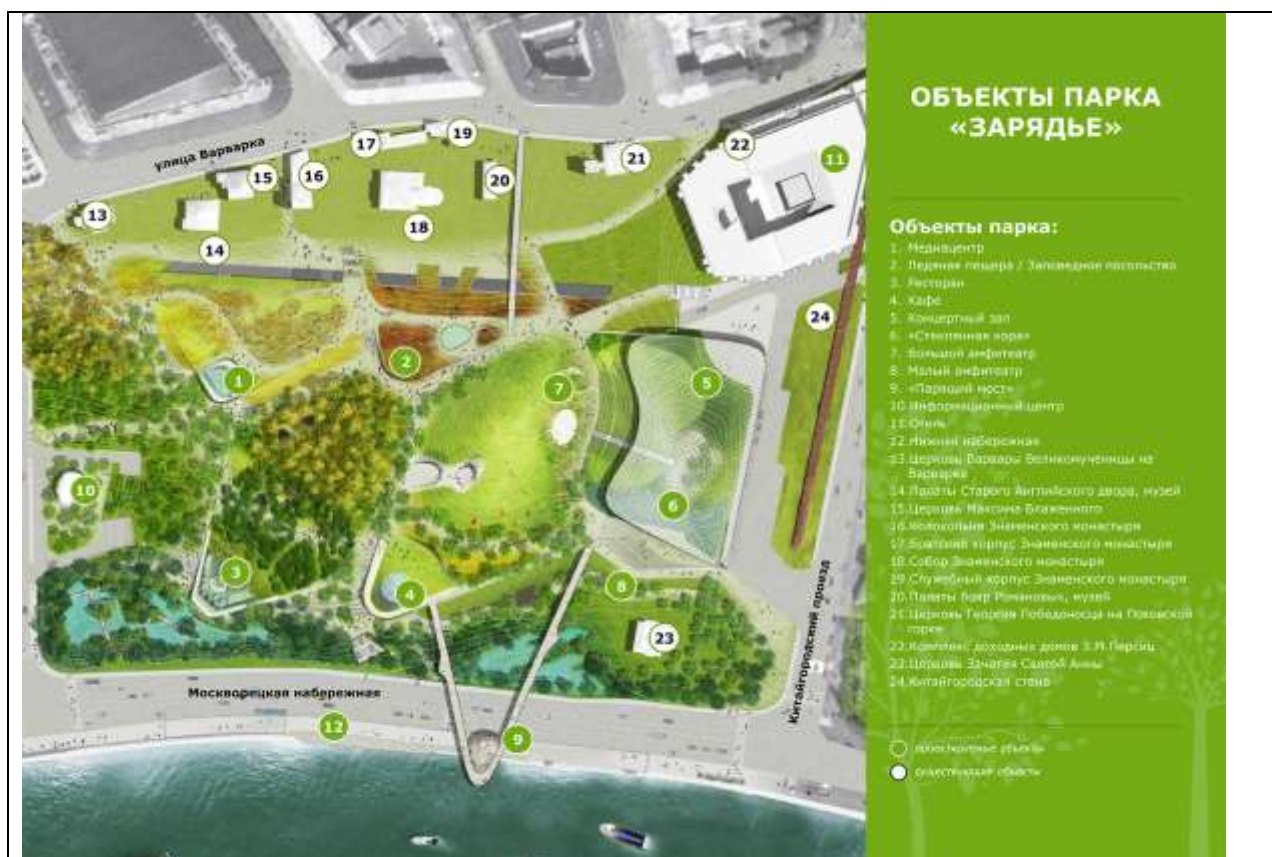 ОБЪЕКТЫ ПАРКА
«ЗАРЯДЬЕ»
Объекты парка:
1. Медиацентр
2. Ледяная пещера / Заповедное посольство
3. Ресторан
4. Кафе
5. Концертный зал
6. «Стеклянная кора»
7. Большой амфитеатр
8. Малый амфитеатр
9. «Парящий мост»
10. Информационный центр
11. Отель
12. Нижняя набережная
13. Церковь Варвары Великомученицы на
Варварке
14. Палаты Старого Английского двора, музей
15. Церковь Максима Блаженного
16. Колокольня Знаменского монастыря
17. Братский корпус Знаменского монастыря
18. Собор Знаменского монастыря
19. Служебный корпус Знаменского монастыря
20. Палаты бояр Романовых, музей
21. Церковь Георгия Победоносца на Псковской
горке
22. Комплекс доходных домов З.М.Персиц
23. Церковь Зачатия Святой Анны
24. Китайгородская стена
проектируемые объекты
существующие объекты
улица Варварка
17
19
22
11
15
16
20
21
13
14
18
24
1
2
7
5
10
6
3
4
8
23
Китайгородский проезд
Москворецкая набережная
12
9